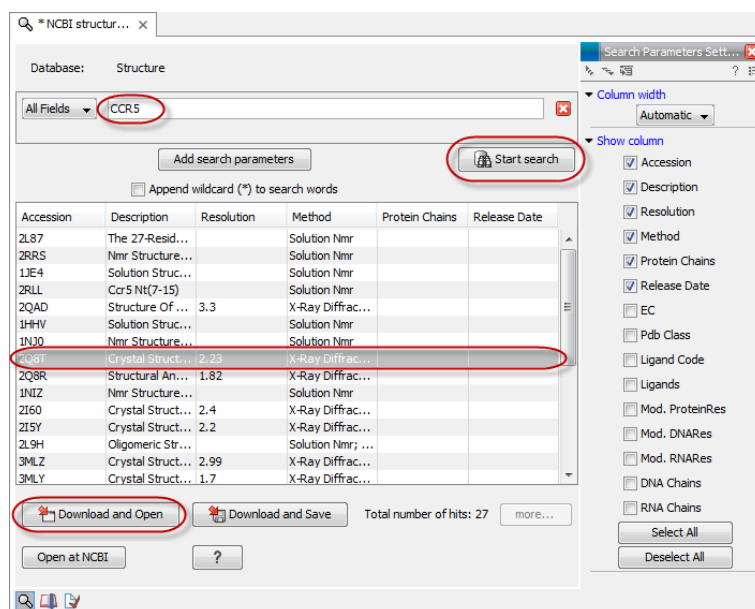 * NCBI structur...
Search Parameters Sett...
Database: Structure
?
Column width
All Fields CCR5
Automatic
Show column
Add search parameters Start search
Accession
Append wildcard (*) to search words
Description
Resolution
Method
Protein Chains
Release Date
EC
Pdb Class
Ligand Code
Ligands
Mod. ProteinRes
Mod. DNARes
Mod. RNARes
DNA Chains
RNA Chains
Select All
Deselect All
Accession Description Resolution Method Protein Chains Release Date
2L87 The 27-Resid... Solution Nmr
2RRS Nmr Structure... Solution Nmr
1JE4 Solution Struc... Solution Nmr
2RLL Ccr5 Nt(7-15) Solution Nmr
2QAD Structure Of ... 3.3 X-Ray Diffrac...
1HHV Solution Struc... Solution Nmr
1NJ0 Nmr Structure... Solution Nmr
2Q8T Crystal Struct... 2.23 X-Ray Diffrac...
2Q8R Structural An... 1.82 X-Ray Diffrac...
1NIZ Nmr Structure... Solution Nmr
2I60 Crystal Struct... 2.4 X-Ray Diffrac...
2I5Y Crystal Struct... 2.2 X-Ray Diffrac...
2L9H Oligomeric Str... Solution Nmr; ...
3MLZ Crystal Struct... 2.99 X-Ray Diffrac...
3MLY Crystal Struct... 1.7 X-Ray Diffrac...
Download and Open Download and Save Total number of hits: 27 more...
Open at NCBI ?